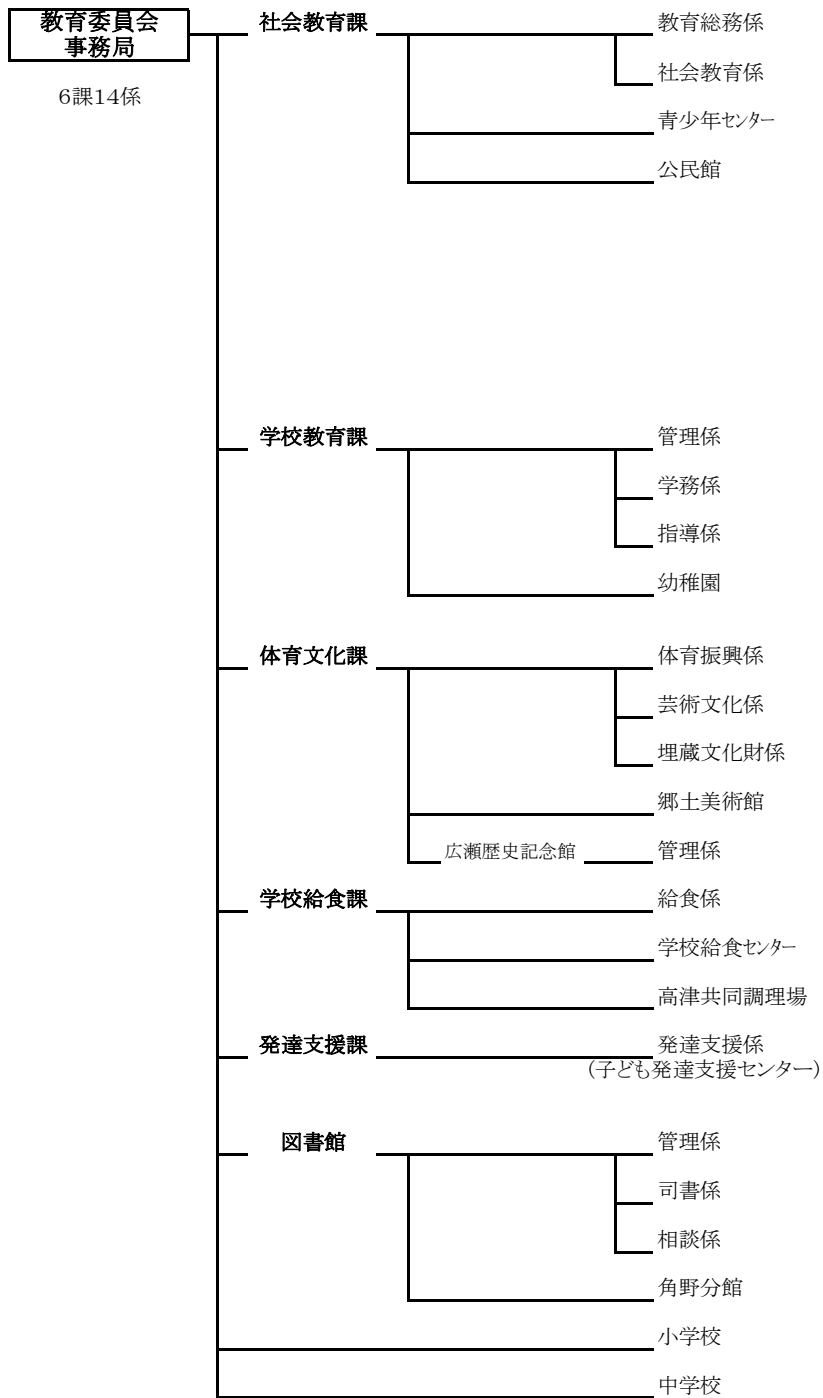 教育委員会
事務局
6課14係
社会教育課
教育総務係
社会教育係
青少年センター
公民館
学校教育課
管理係
学務係
指導係
幼稚園
体育文化課
体育振興係
芸術文化係
埋蔵文化財係
郷土美術館
広瀬歴史記念館
管理係
学校給食課
給食係
学校給食センター
高津共同調理場
発達支援課
発達支援係
(子ども発達支援センター)
図書館
管理係
司書係
相談係
角野分館
小学校
中学校